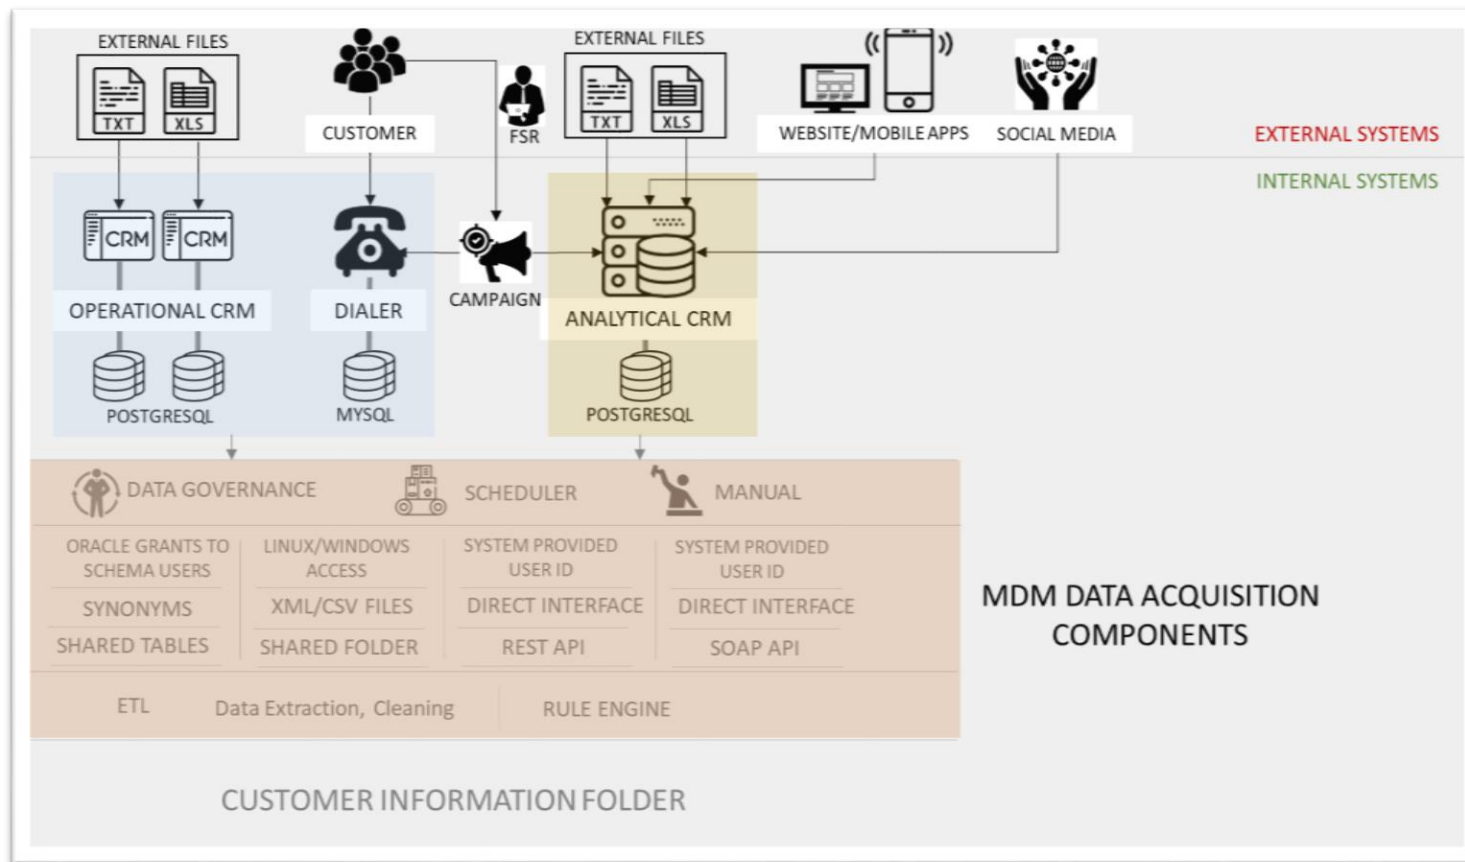 EXTERNAL FILES
TXT
XLS
CUSTOMER
FSR
EXTERNAL FILES
TXT
XLS
WEBSITE/MOBILE APPS
SOCIAL MEDIA
EXTERNAL SYSTEMS
INTERNAL SYSTEMS
CRM
CRM
OPERATIONAL CRM
DIALER
CAMPAIGN
ANALYTICAL CRM
POSTGRESQL
MYSQL
POSTGRESQL
DATA GOVERNANCE
SCHEDULER
MANUAL
ORACLE GRANTS TO
SCHEMA USERS
LINUX/WINDOWS
ACCESS
SYSTEM PROVIDED
USER ID
SYSTEM PROVIDED
USER ID
SYNONYMS
XML/CSV FILES
DIRECT INTERFACE
DIRECT INTERFACE
SHARED TABLES
SHARED FOLDER
REST API
SOAP API
MDM DATA ACQUISITION
COMPONENTS
ETL
Data Extraction, Cleaning
RULE ENGINE
CUSTOMER INFORMATION FOLDER